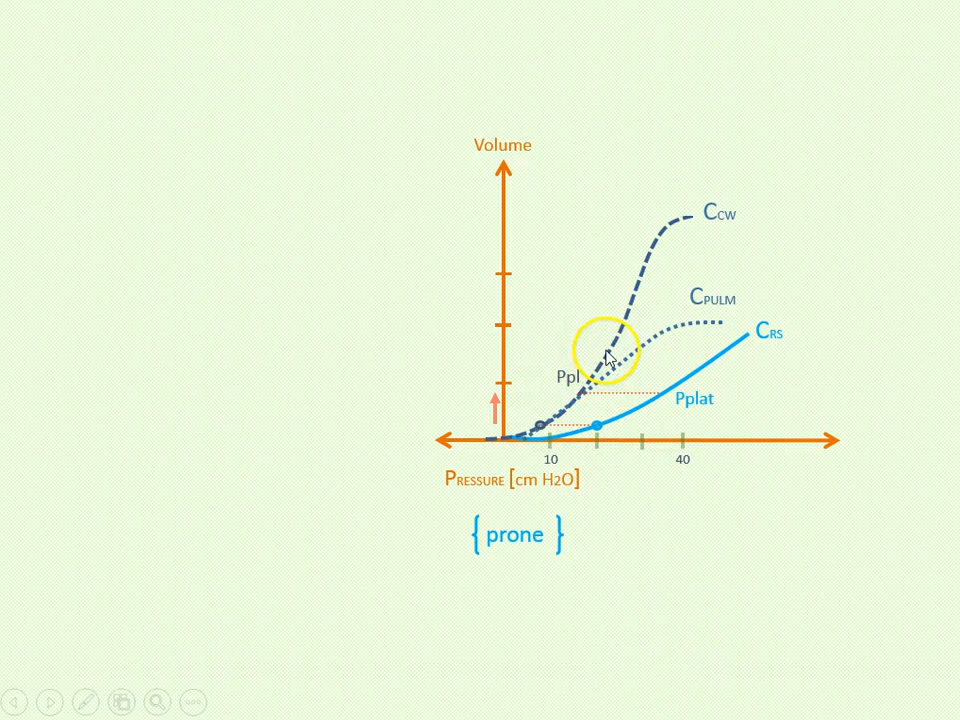 Volume
CCW
CPULM
CRS
Ppl
Pplat
10
40
PRESSURE [cm H2O]
{ prone }